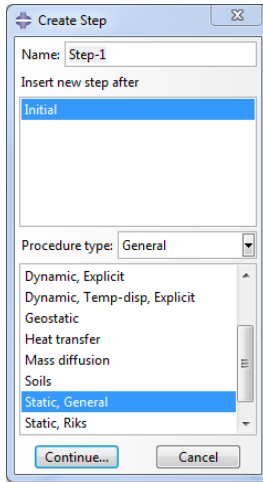 Create Step
Name: Step-1
Insert new step after
Initial
Procedure type: General
Dynamic, Explicit
Dynamic, Temp-disp, Explicit
Geostatic
Heat transfer
Mass diffusion
Soils
Static, General
Static, Riks
Continue... Cancel